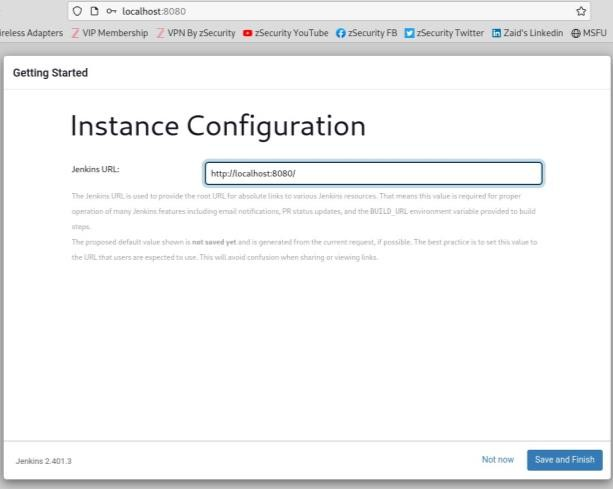 localhost:8080
ireless Adapters VIP Membership VPN By zSecurity zSecurity YouTube zSecurity FB zSecurity Twitter Zaid's Linkedin MSFU
Getting Started
Instance Configuration
Jenkins URL: http://localhost:8080/
The Jenkins URL is used to provide the root URL for absolute links to various Jenkins resources. That means this value is required for proper
operation of many Jenkins features including email notifications, PR status updates, and the BUILD_URL environment variable provided to build
steps.
The proposed default value shown is not saved yet and is generated from the current request, if possible. The best practice is to set this value to
the URL that users are expected to use. This will avoid confusion when sharing or viewing links.
Jenkins 2.401.3 Not now Save and Finish